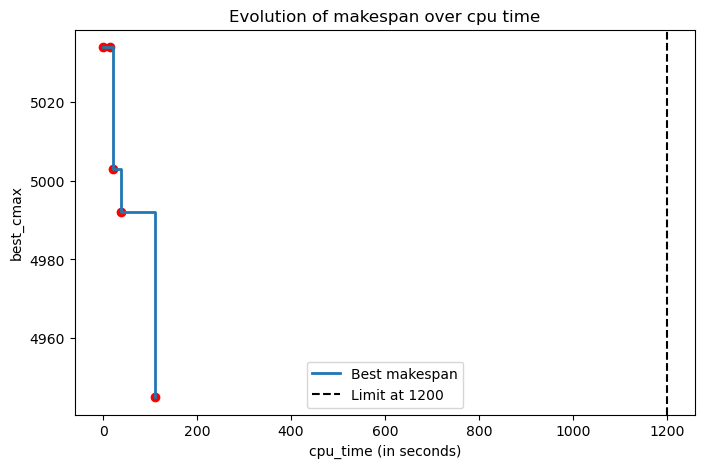 Evolution of makespan over cpu time
best_cmax
5020
5000
4980
4960
0
200
400
600
800
1000
1200
cpu_time (in seconds)
Best makespan
Limit at 1200